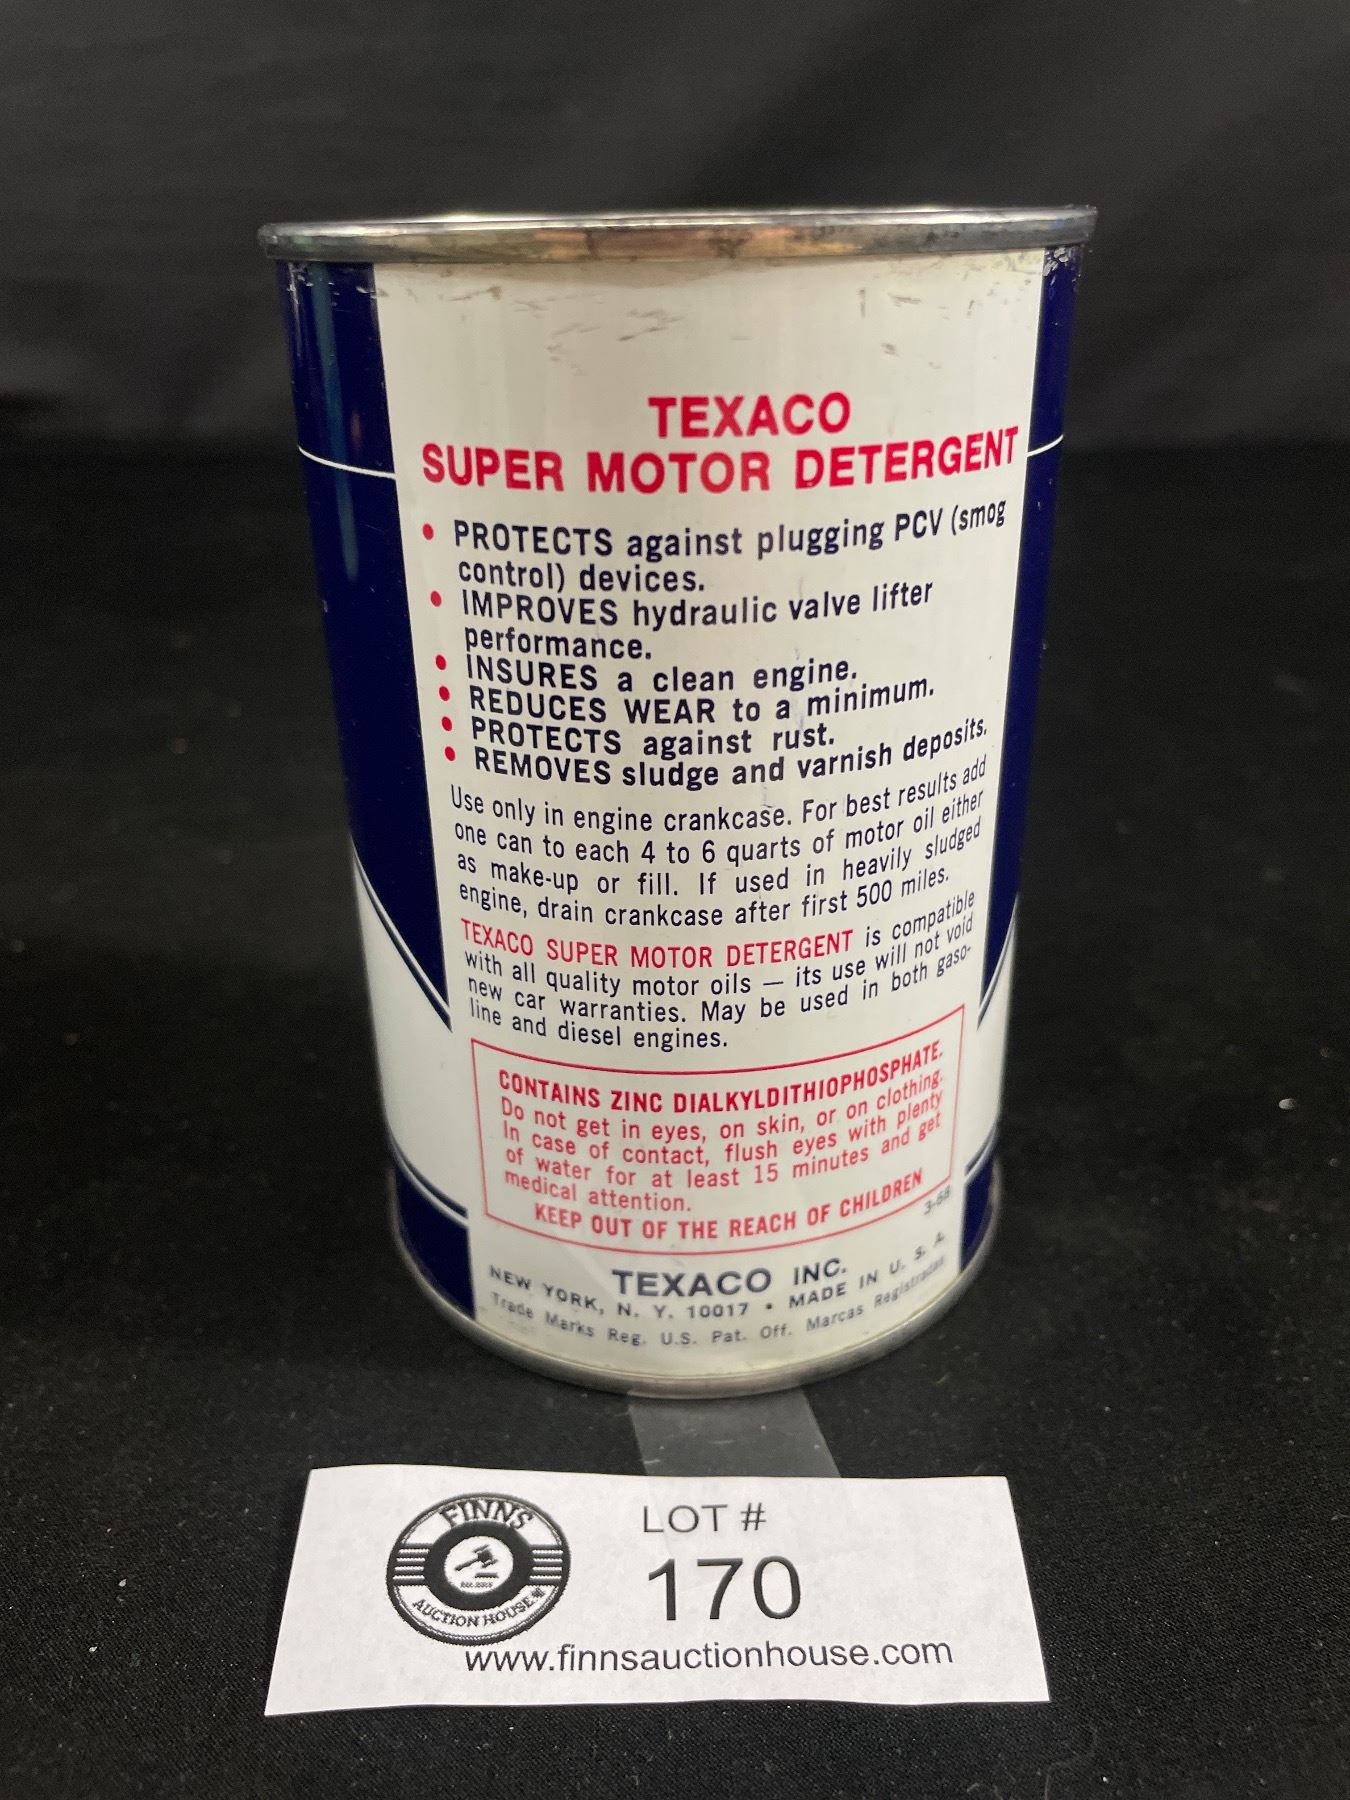 TEXACO
SUPER MOTOR DETERGENT
• PROTECTS against plugging PCV (smog
control) devices.
• IMPROVES hydraulic valve lifter
performance.
• INSURES a clean engine.
• REDUCES WEAR to a minimum.
• PROTECTS against rust.
• REMOVES sludge and varnish deposits.
Use only in engine crankcase. For best results add
one can to each 4 to 6 quarts of motor oil either
as make-up or fill. If used in heavily sludged
engine, drain crankcase after first 500 miles.
TEXACO SUPER MOTOR DETERGENT is compatible
with all quality motor oils — its use will not void
new car warranties. May be used in both gaso-
line and diesel engines.
CONTAINS ZINC DIALKYLDITHIOPHOSPHATE.
Do not get in eyes, on skin, or on clothing.
In case of contact, flush eyes with plenty
of water for at least 15 minutes and get
medical attention.
KEEP OUT OF THE REACH OF CHILDREN
TEXACO INC.
NEW YORK, N. Y. 10017 • MADE IN U. S. A.
Trade Marks Reg. U.S. Pat. Off. Marcas Registradas
FINNS
AUCTION HOUSE
LOT #
170
www.finnsauctionhouse.com